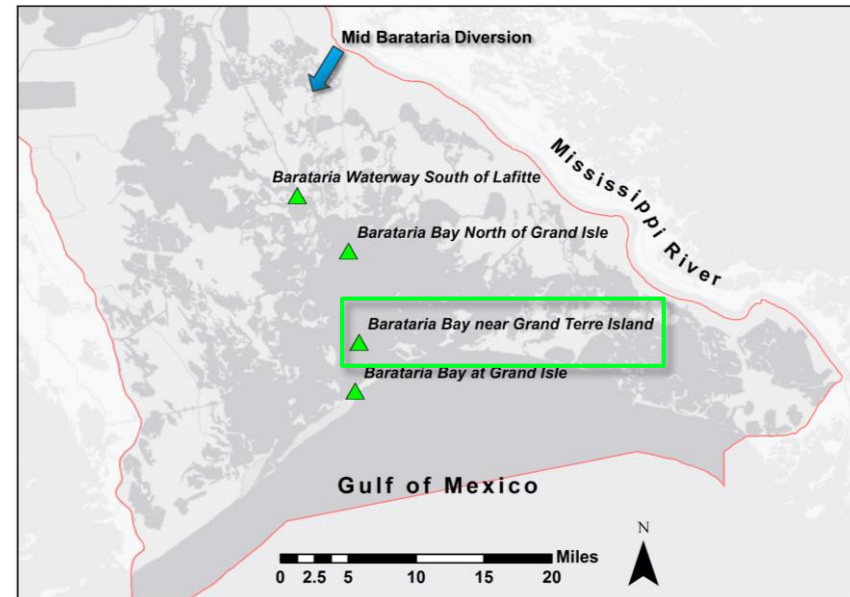 Mid Barataria Diversion
Barataria Waterway South of Lafitte
Mississippi River
Barataria Bay North of Grand Isle
Barataria Bay near Grand Terre Island
Barataria Bay at Grand Isle
Gulf of Mexico
N
Miles
0 2.5 5 10 15 20